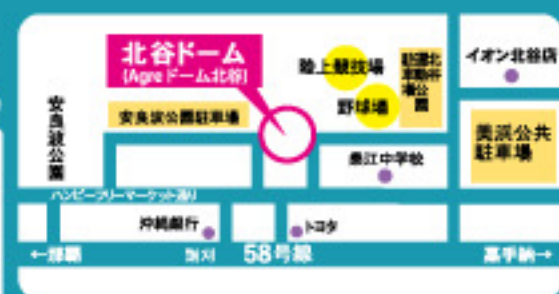 北谷ドーム
(Agreドーム北谷)
陸上競技場
野球場
北谷公園
運動場
駐車場
イオン北谷店
安良波公園
安良波公園駐車場
美浜公共
駐車場
桑江中学校
ハンビーフリーマーケット通り
沖縄銀行
トヨタ
←那覇
58号線
嘉手納→